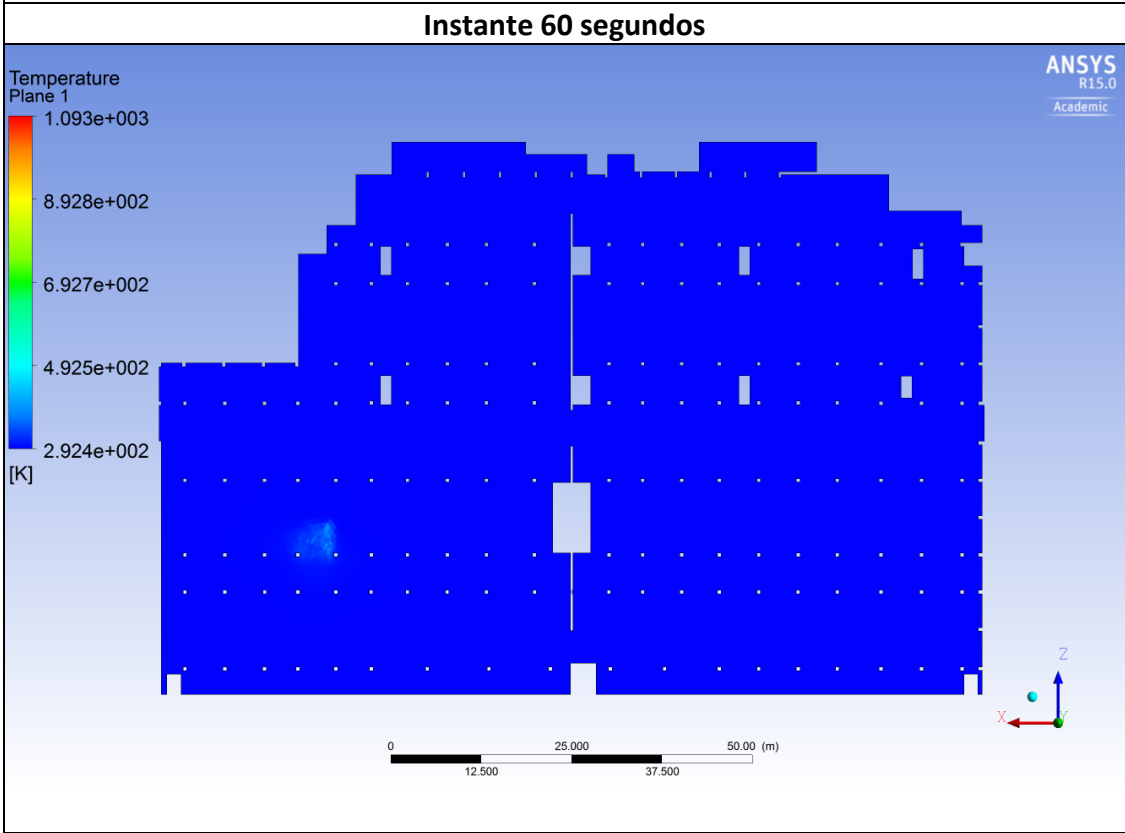 Instante 60 segundos
ANSYS
R15.0
Academic
Temperature
Plane 1
1.093e+003
8.928e+002
6.927e+002
4.925e+002
2.924e+002
[K]
Z
X
Y
0 25.000 50.00 (m)
12.500 37.500